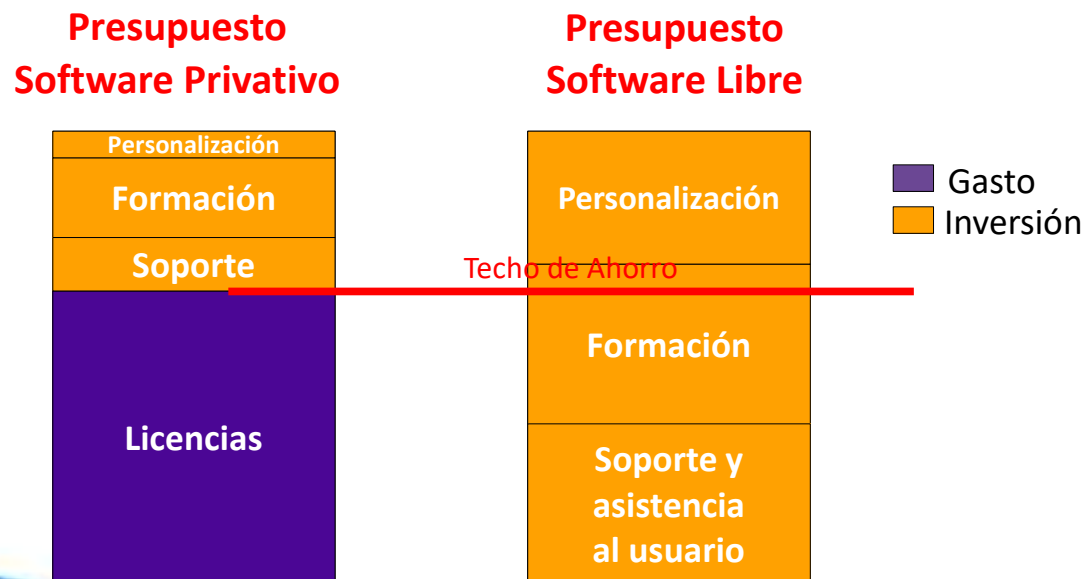 Presupuesto
Software Privativo
Presupuesto
Software Libre
Personalización
Formación
Soporte
Licencias
Techo de Ahorro
Personalización
Formación
Soporte y
asistencia
al usuario
Gasto
Inversión